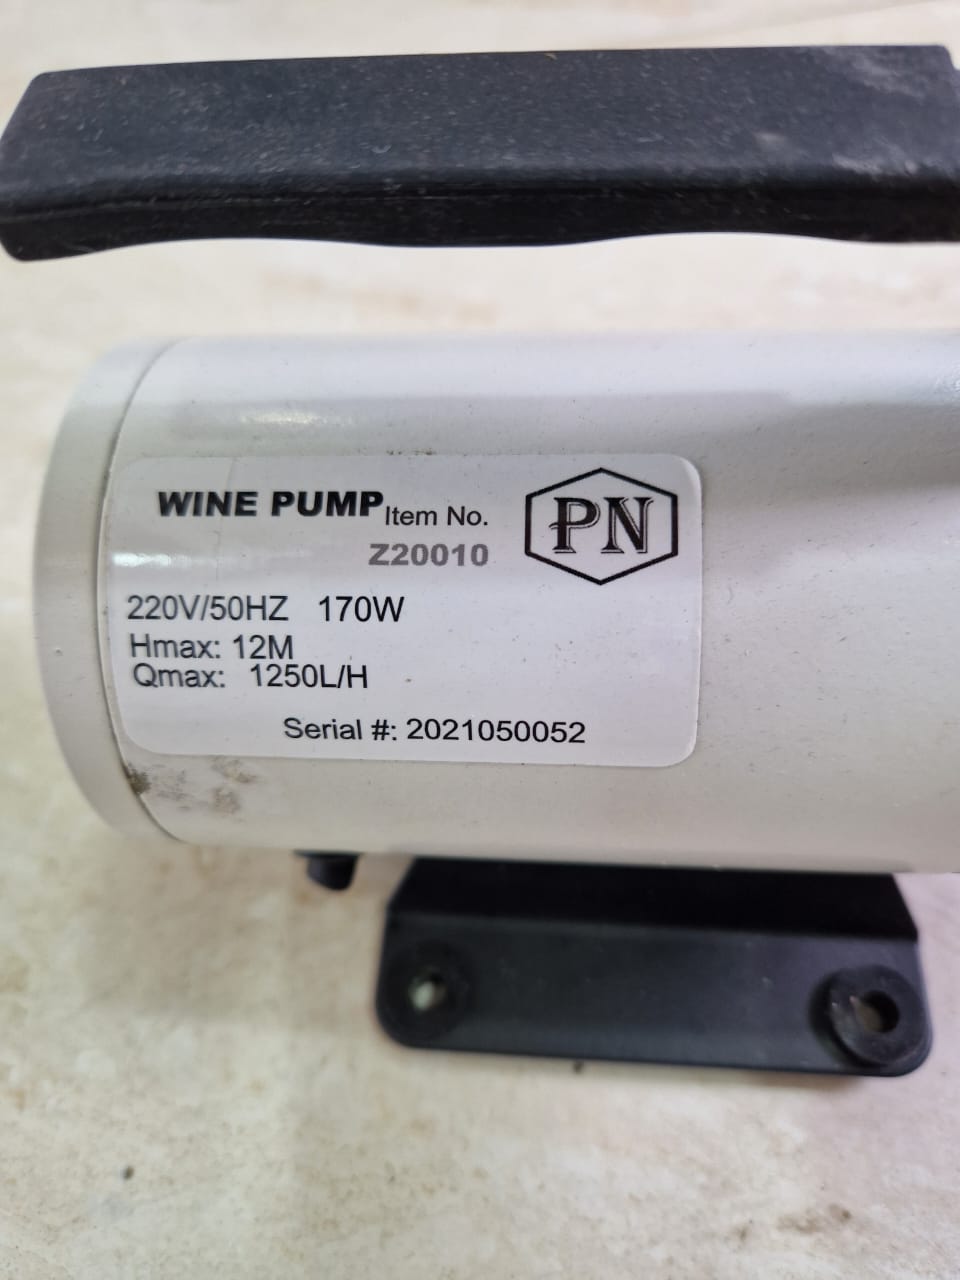 WINE PUMP Item No.
Z20010
PN
220V/50HZ 170W
Hmax: 12M
Qmax: 1250L/H
Serial #: 2021050052